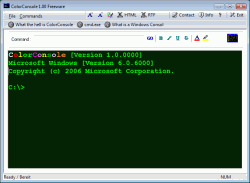 ColorConsole 1.00 Freeware
File Commands HTML RTF Contact Info ? Exit
What the hell is ColorConsole cmd.exe What is a Windows Consol
Command: GO B I U S A
ColorConsole [Version 1.0.0000]
Microsoft Windows [Version 6.0.6000]
Copyright (c) 2006 Microsoft Corporation.
C:\>
Ready / Bereit NUM